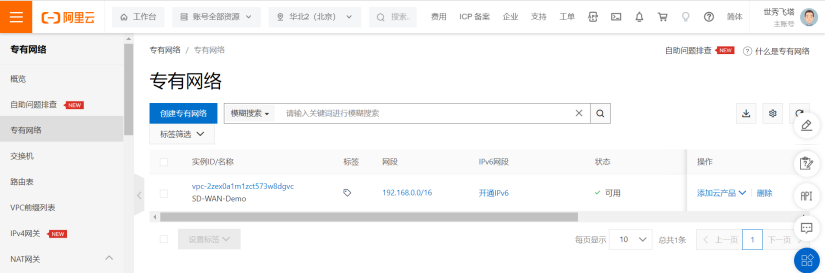 阿里云 工作台 账号全部资源 华北2（北京） 搜索... 费用 ICP 备案 企业 支持 工单 简体 世秀飞塔
主账号
专有网络
概览
自助问题排查 NEW
专有网络
交换机
路由表
VPC前缀列表
IPv4网关 NEW
NAT网关
专有网络 / 专有网络 自助问题排查 NEW 什么是专有网络
专有网络
创建专有网络 模糊搜索 请输入关键词进行模糊搜索
标签筛选
实例ID/名称 标签 网段 IPv6网段 状态 操作
vpc-2zex0a1m1zct573w8dgvc 192.168.0.0/16 开通IPv6 可用 添加云产品 删除
SD-WAN-Demo
设置标签 每页显示 10 总共1条 上一页 1 下一页
API